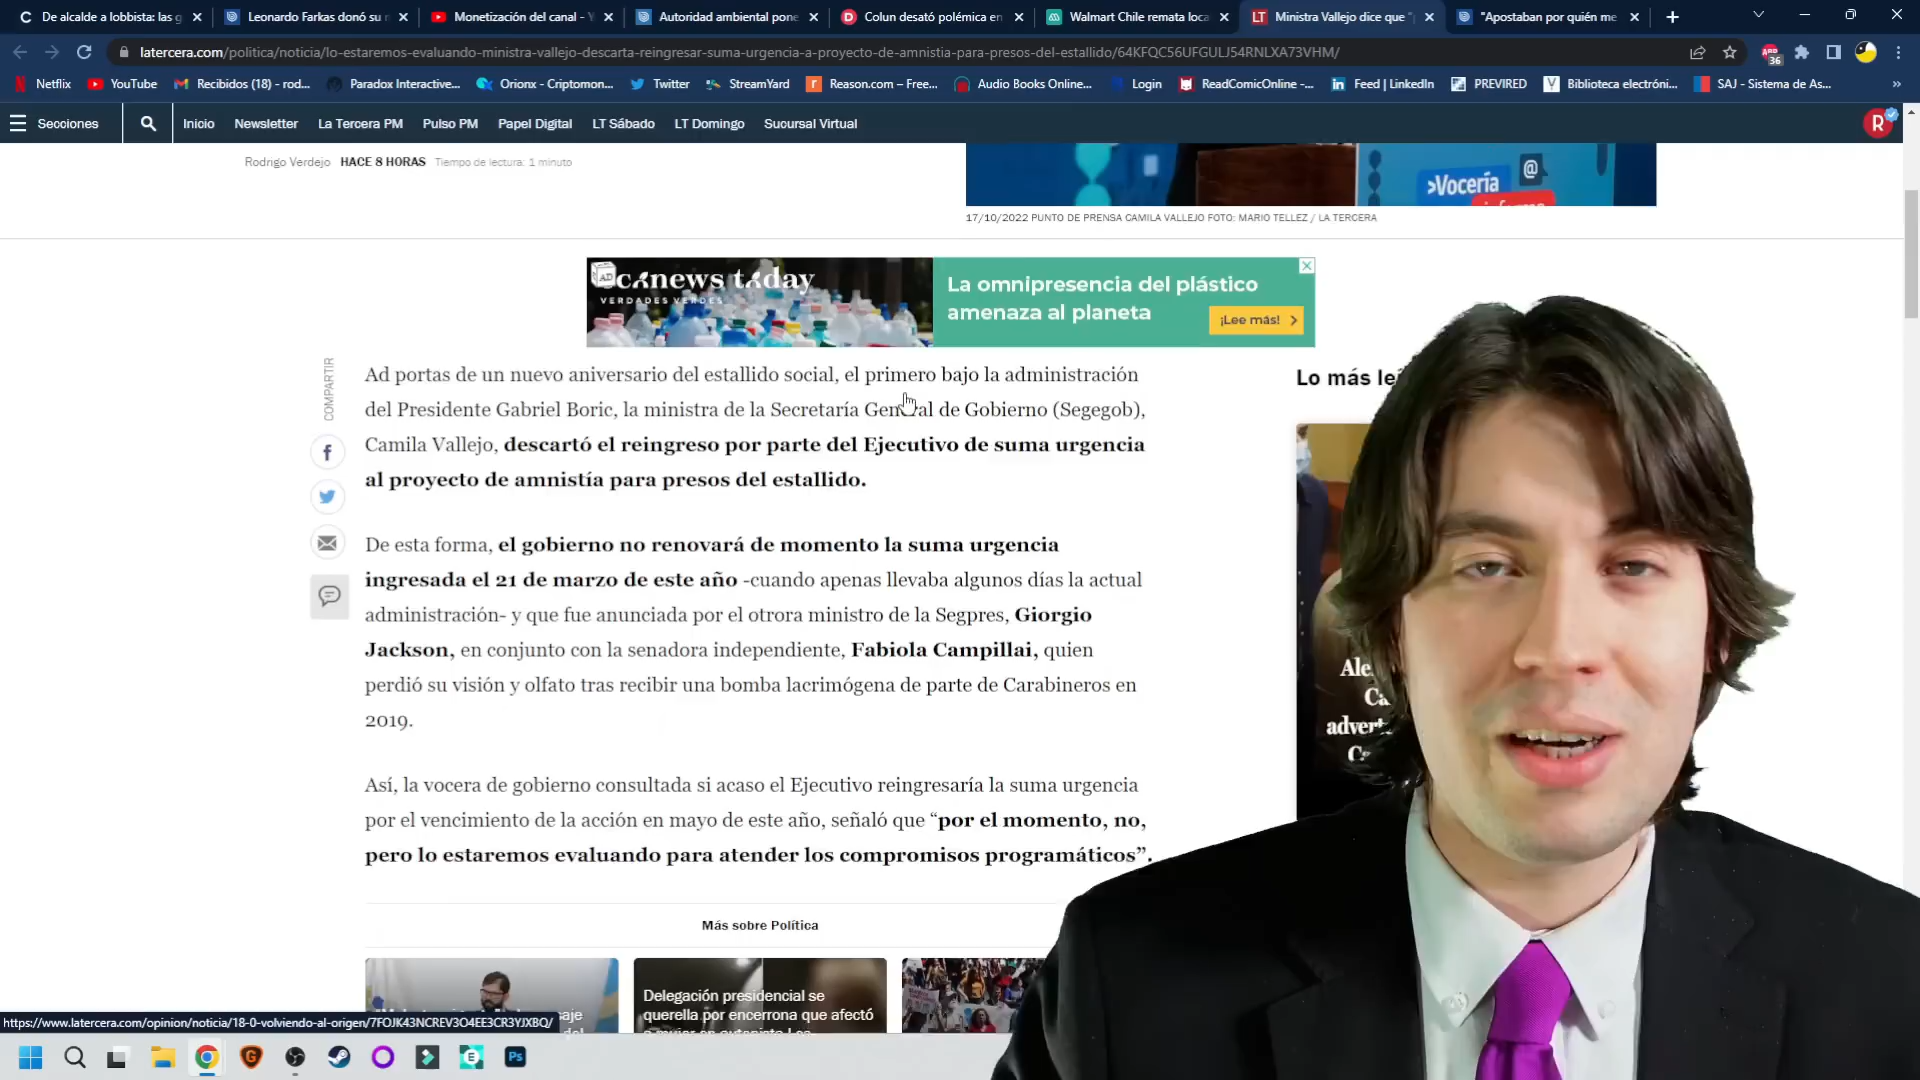 De alcalde a lobbista: las g
Leonardo Farkas donó su r
Monetización del canal - Y
Autoridad ambiental pone
Colun desató polémica en
Walmart Chile remata loca
Ministra Vallejo dice que "
"Apostaban por quién me
latercera.com/politica/noticia/lo-estaremos-evaluando-ministra-vallejo-descarta-reingresar-suma-urgencia-a-proyecto-de-amnistia-para-presos-del-estallido/64KFQC56UFGULJ54RNLXA73VHM/
36
Netflix
YouTube
Recibidos (18) - rod...
Paradox Interactive...
Orionx - Criptomon...
Twitter
StreamYard
Reason.com – Free...
Audio Books Online...
Login
ReadComicOnline -...
Feed | LinkedIn
PREVIRED
Biblioteca electróni...
SAJ - Sistema de As...
Secciones
Inicio
Newsletter
La Tercera PM
Pulso PM
Papel Digital
LT Sábado
LT Domingo
Sucursal Virtual
R
Rodrigo Verdejo HACE 8 HORAS Tiempo de lectura: 1 minuto
>Vocería
@
17/10/2022 PUNTO DE PRENSA CAMILA VALLEJO FOTO: MARIO TELLEZ / LA TERCERA
AD
news today
VERDADES VERDES
La omnipresencia del plástico
amenaza al planeta
¡Lee más!
COMPARTIR
Ad portas de un nuevo aniversario del estallido social, el primero bajo la administración
del Presidente Gabriel Boric, la ministra de la Secretaría General de Gobierno (Segegob),
Camila Vallejo, descartó el reingreso por parte del Ejecutivo de suma urgencia
al proyecto de amnistía para presos del estallido.
De esta forma, el gobierno no renovará de momento la suma urgencia
ingresada el 21 de marzo de este año -cuando apenas llevaba algunos días la actual
administración- y que fue anunciada por el otrora ministro de la Segpres, Giorgio
Jackson, en conjunto con la senadora independiente, Fabiola Campillai, quien
perdió su visión y olfato tras recibir una bomba lacrimógena de parte de Carabineros en
2019.
Así, la vocera de gobierno consultada si acaso el Ejecutivo reingresaría la suma urgencia
por el vencimiento de la acción en mayo de este año, señaló que “por el momento, no,
pero lo estaremos evaluando para atender los compromisos programáticos”.
Lo más le
Ale
Ca
advert
Ca
Más sobre Política
Delegación presidencial se
querella por encerrona que afectó
https://www.latercera.com/opinion/noticia/18-0-volviendo-al-origen/7FOJK43NCREV3O4EE3CR3YJXBQ/
Ps